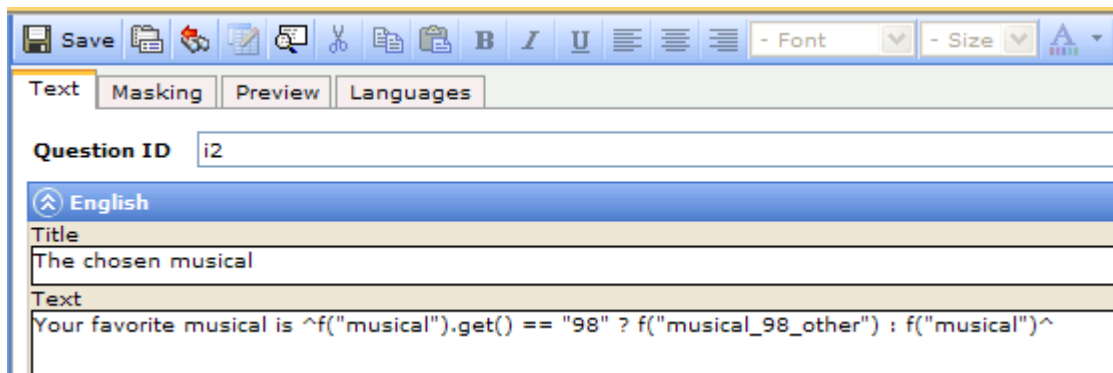 Save B I U - Font - Size A
Text Masking Preview Languages
Question ID i2
English
Title
The chosen musical
Text
Your favorite musical is ^f("musical").get() == "98" ? f("musical_98_other") : f("musical")^